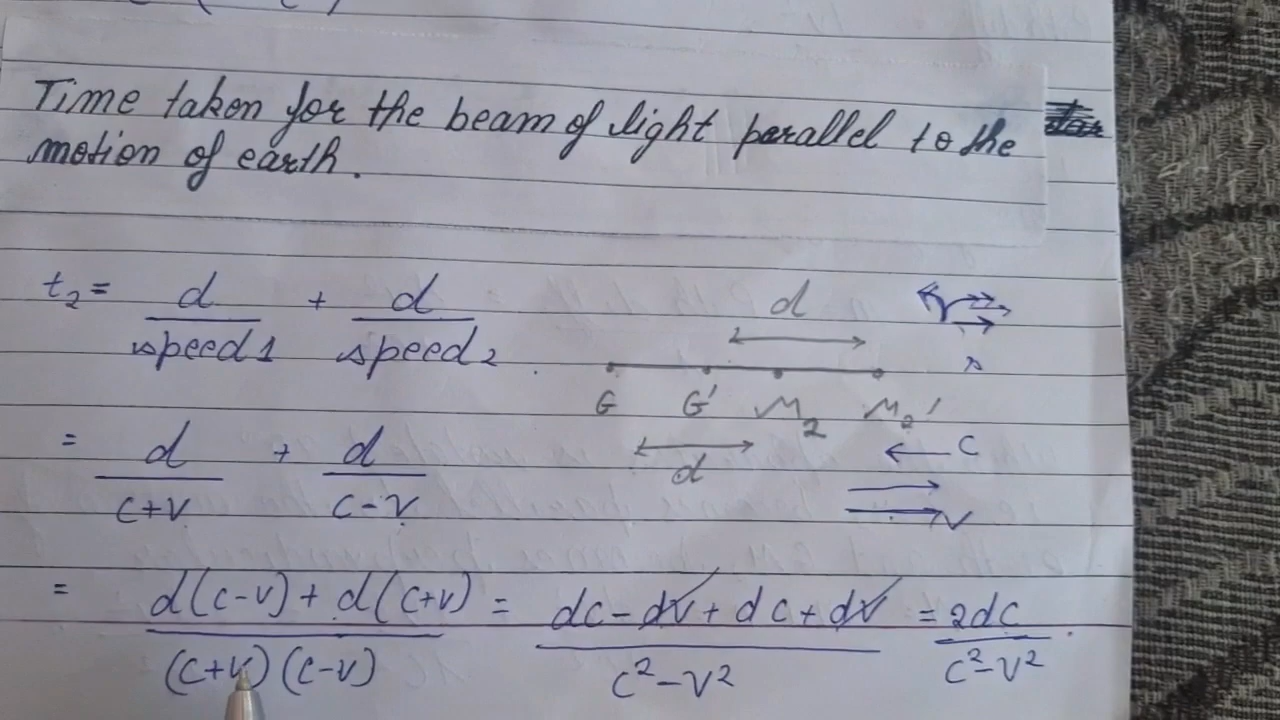 Time taken for the beam of light parallel to the
motion of earth.
t₂ = d/speed1 + d/speed2
d
G G' M₂ M₂'
= d/(c+v) + d/(c-v)
d
← c
v
= (d(c-v) + d(c+v))/((c+v)(c-v)) = (dc - dv + dc + dv)/(c² - v²) = 2dc/(c² - v²).